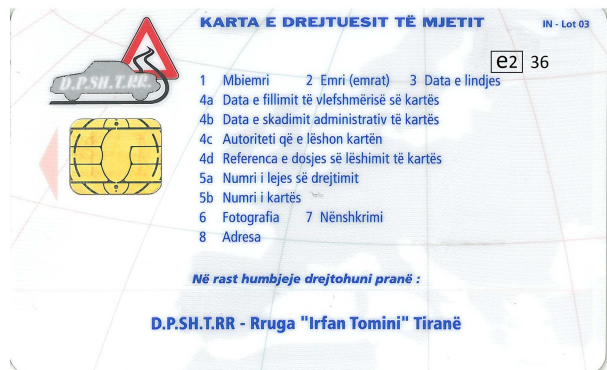 KARTA E DREJTUESIT TË MJETIT IN - Lot 03
e2 36
D.P.SH.T.RR.
1 Mbiemri 2 Emri (emrat) 3 Data e lindjes
4a Data e fillimit të vlefshmërisë së kartës
4b Data e skadimit administrativ të kartës
4c Autoriteti që e lëshon kartën
4d Referenca e dosjes së lëshimit të kartës
5a Numri i lejes së drejtimit
5b Numri i kartës
6 Fotografia 7 Nënshkrimi
8 Adresa
Në rast humbjeje drejtohuni pranë :
D.P.SH.T.RR - Rruga "Irfan Tomini" Tiranë